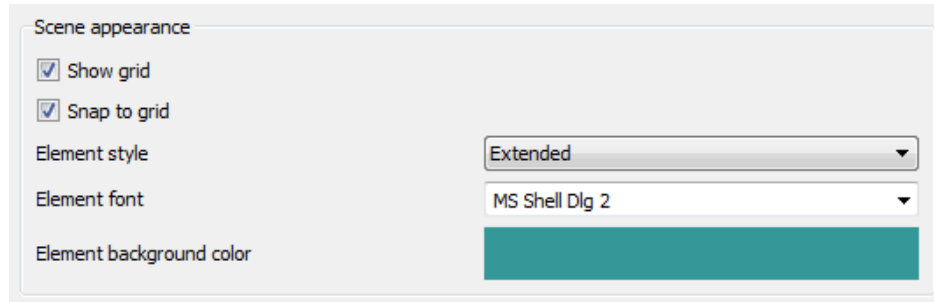 Scene appearance
Show grid
Snap to grid
Element style Extended
Element font MS Shell Dlg 2
Element background color